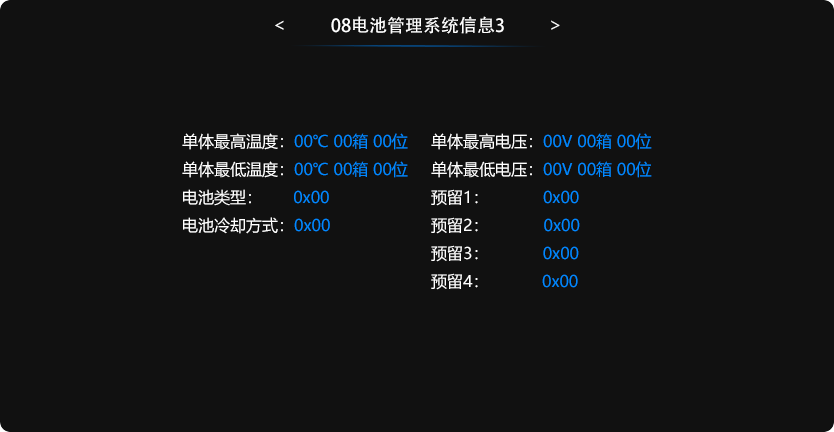 < 08电池管理系统信息3 >
单体最高温度：00℃ 00箱 00位 单体最高电压：00V 00箱 00位
单体最低温度：00℃ 00箱 00位 单体最低电压：00V 00箱 00位
电池类型： 0x00 预留1： 0x00
电池冷却方式：0x00 预留2： 0x00
预留3： 0x00
预留4： 0x00